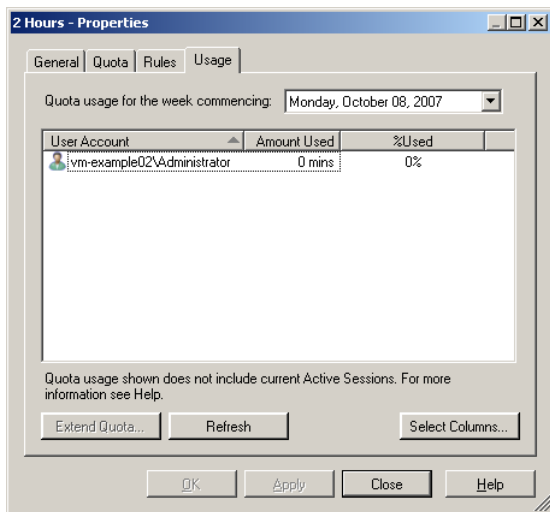 2 Hours - Properties
General Quota Rules Usage
Quota usage for the week commencing: Monday, October 08, 2007
User Account Amount Used %Used
vm-example02\Administrator 0 mins 0%
Quota usage shown does not include current Active Sessions. For more
information see Help.
Extend Quota... Refresh Select Columns...
OK Apply Close Help